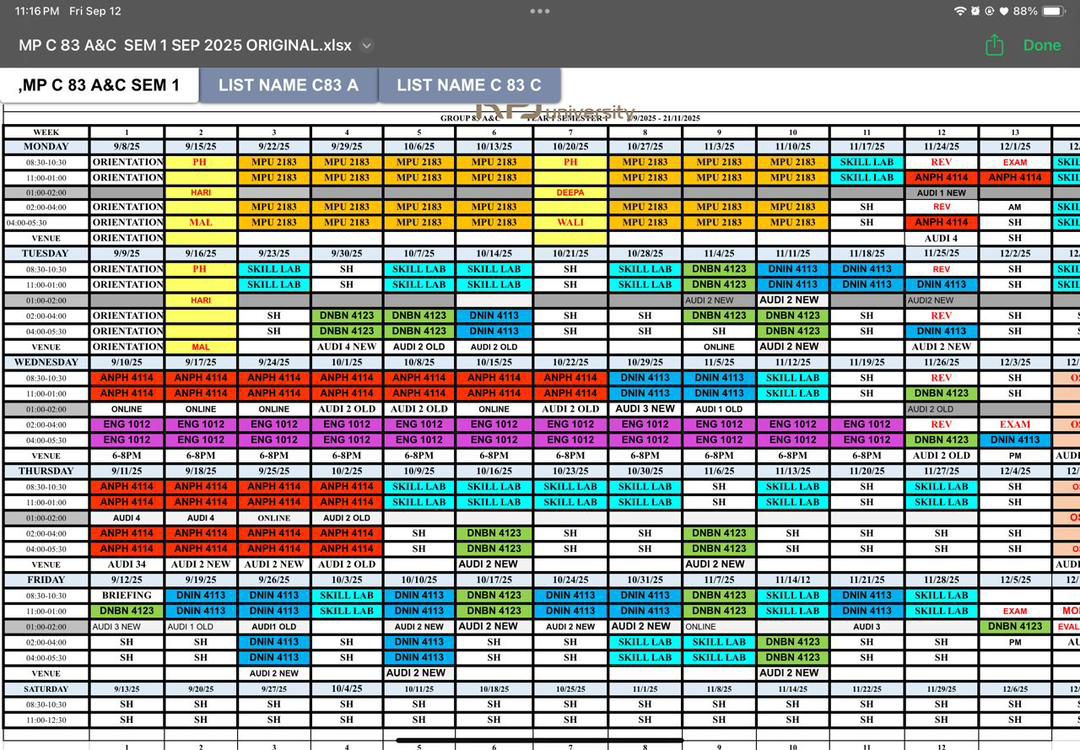 11:16 PM Fri Sep 12 88%
MP C 83 A&C SEM 1 SEP 2025 ORIGINAL.xlsx Done
,MP C 83 A&C SEM 1 LIST NAME C83 A LIST NAME C 83 C
university
GROUP 83 A&C YEAR 1 SEMESTER 1 /9/2025 - 21/11/2025
WEEK 1 2 3 4 5 6 7 8 9 10 11 12 13
MONDAY 9/8/25 9/15/25 9/22/25 9/29/25 10/6/25 10/13/25 10/20/25 10/27/25 11/3/25 11/10/25 11/17/25 11/24/25 12/1/25 12/
08:30-10:30 ORIENTATION PH MPU 2183 MPU 2183 MPU 2183 MPU 2183 PH MPU 2183 MPU 2183 MPU 2183 SKILL LAB REV EXAM SKIL
11:00-01:00 ORIENTATION MPU 2183 MPU 2183 MPU 2183 MPU 2183 MPU 2183 MPU 2183 MPU 2183 SKILL LAB ANPH 4114 ANPH 4114 SKIL
01:00-02:00 HARI DEEPA AUDI 1 NEW
02:00-04:00 ORIENTATION MPU 2183 MPU 2183 MPU 2183 MPU 2183 MPU 2183 MPU 2183 MPU 2183 SH REV AM SKIL
04:00-05:30 ORIENTATION MAL MPU 2183 MPU 2183 MPU 2183 MPU 2183 WALI MPU 2183 MPU 2183 MPU 2183 SH ANPH 4114 SH SKIL
VENUE ORIENTATION AUDI 4 SH
TUESDAY 9/9/25 9/16/25 9/23/25 9/30/25 10/7/25 10/14/25 10/21/25 10/28/25 11/4/25 11/11/25 11/18/25 11/25/25 12/2/25 12/
08:30-10:30 ORIENTATION PH SKILL LAB SH SKILL LAB SKILL LAB SH SKILL LAB DNBN 4123 DNIN 4113 DNIN 4113 REV SH SKIL
11:00-01:00 ORIENTATION SKILL LAB SH SKILL LAB SKILL LAB SH SKILL LAB DNBN 4123 DNIN 4113 DNIN 4113 DNIN 4113 SH SKIL
01:00-02:00 HARI AUDI 2 NEW AUDI 2 NEW AUDI2 NEW
02:00-04:00 ORIENTATION SH DNBN 4123 DNBN 4123 DNIN 4113 SH SH DNBN 4123 DNBN 4123 SH REV SH S
04:00-05:30 ORIENTATION SH DNBN 4123 DNBN 4123 DNIN 4113 SH SH SH DNBN 4123 SH DNIN 4113 SH S
VENUE ORIENTATION MAL AUDI 4 NEW AUDI 2 OLD AUDI 2 OLD ONLINE AUDI 2 NEW AUDI 2 NEW
WEDNESDAY 9/10/25 9/17/25 9/24/25 10/1/25 10/8/25 10/15/25 10/22/25 10/29/25 11/5/25 11/12/25 11/19/25 11/26/25 12/3/25 12/
08:30-10:30 ANPH 4114 ANPH 4114 ANPH 4114 ANPH 4114 ANPH 4114 ANPH 4114 ANPH 4114 DNIN 4113 DNIN 4113 SKILL LAB SH REV SH OS
11:00-01:00 ANPH 4114 ANPH 4114 ANPH 4114 ANPH 4114 ANPH 4114 ANPH 4114 ANPH 4114 DNIN 4113 DNIN 4113 SKILL LAB SH DNBN 4123 SH
01:00-02:00 ONLINE ONLINE ONLINE AUDI 2 OLD AUDI 2 OLD ONLINE AUDI 2 OLD AUDI 3 NEW AUDI 1 OLD AUDI 2 OLD
02:00-04:00 ENG 1012 ENG 1012 ENG 1012 ENG 1012 ENG 1012 ENG 1012 ENG 1012 ENG 1012 ENG 1012 ENG 1012 ENG 1012 REV EXAM OS
04:00-05:30 ENG 1012 ENG 1012 ENG 1012 ENG 1012 ENG 1012 ENG 1012 ENG 1012 ENG 1012 ENG 1012 ENG 1012 ENG 1012 DNBN 4123 DNIN 4113 OS
VENUE 6-8PM 6-8PM 6-8PM 6-8PM 6-8PM 6-8PM 6-8PM 6-8PM 6-8PM 6-8PM 6-8PM AUDI 2 OLD PM AUD
THURSDAY 9/11/25 9/18/25 9/25/25 10/2/25 10/9/25 10/16/25 10/23/25 10/30/25 11/6/25 11/13/25 11/20/25 11/27/25 12/4/25 12/
08:30-10:30 ANPH 4114 ANPH 4114 ANPH 4114 ANPH 4114 SKILL LAB SKILL LAB SKILL LAB SKILL LAB SH SKILL LAB SH SKILL LAB SH OS
11:00-01:00 ANPH 4114 ANPH 4114 ANPH 4114 ANPH 4114 SKILL LAB SKILL LAB SKILL LAB SKILL LAB SH SKILL LAB SH SKILL LAB SH
01:00-02:00 AUDI 4 AUDI 4 ONLINE AUDI 2 OLD OS
02:00-04:00 ANPH 4114 ANPH 4114 ANPH 4114 ANPH 4114 SH DNBN 4123 SH SH DNBN 4123 SH SH SH SH
04:00-05:30 ANPH 4114 ANPH 4114 ANPH 4114 ANPH 4114 SH DNBN 4123 SH SH DNBN 4123 SH SH SH SH OS
VENUE AUDI 34 AUDI 2 NEW AUDI 2 NEW AUDI 2 OLD AUDI 2 NEW AUDI 2 NEW AUD
FRIDAY 9/12/25 9/19/25 9/26/25 10/3/25 10/10/25 10/17/25 10/24/25 10/31/25 11/7/25 11/14/12 11/21/25 11/28/25 12/5/25 12/
08:30-10:30 BRIEFING DNIN 4113 DNIN 4113 SKILL LAB DNIN 4113 DNBN 4123 DNIN 4113 DNIN 4113 DNBN 4123 SKILL LAB DNIN 4113 SKILL LAB
11:00-01:00 DNBN 4123 DNIN 4113 DNIN 4113 SKILL LAB DNIN 4113 DNBN 4123 DNIN 4113 DNIN 4113 DNBN 4123 SKILL LAB DNIN 4113 SKILL LAB EXAM MO
01:00-02:00 AUDI 3 NEW AUDI 1 OLD AUDI1 OLD AUDI 2 NEW AUDI 2 NEW AUDI 2 NEW AUDI 2 NEW ONLINE AUDI 3 DNBN 4123 EVAL
02:00-04:00 SH SH DNIN 4113 SH DNIN 4113 SH SH SKILL LAB SKILL LAB DNBN 4123 SH SH PM AU
04:00-05:30 SH SH DNIN 4113 SH DNIN 4113 SH SH SKILL LAB SKILL LAB DNBN 4123 SH SH
VENUE AUDI 2 NEW AUDI 2 NEW AUDI 2 NEW
SATURDAY 9/13/25 9/20/25 9/27/25 10/4/25 10/11/25 10/18/25 10/25/25 11/1/25 11/8/25 11/14/25 11/22/25 11/29/25 12/6/25 12/
08:30-10:30 SH SH SH SH SH SH SH SH SH SH SH SH SH S
11:00-12:30 SH SH SH SH SH SH SH SH SH SH SH SH SH S
1 2 3 4 5 6 7 8 9 10 11 12 13